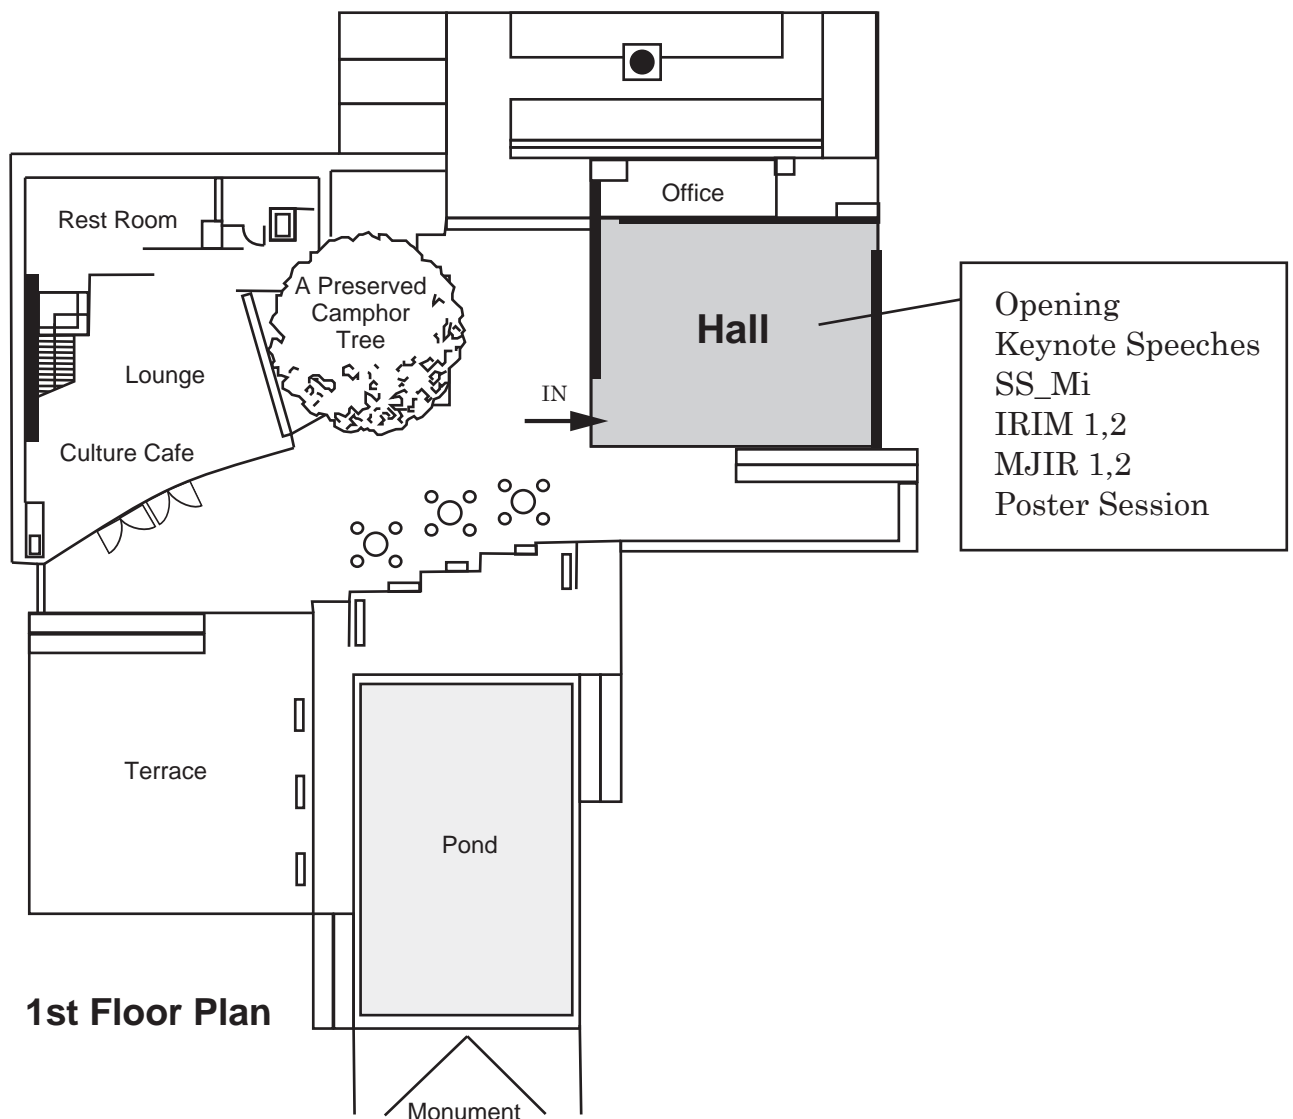 Office
Rest Room
A Preserved
Camphor
Tree
Hall
Opening
Keynote Speeches
SS_Mi
IRIM 1,2
MJIR 1,2
Poster Session
Lounge
IN
Culture Cafe
Terrace
Pond
1st Floor Plan
Monument